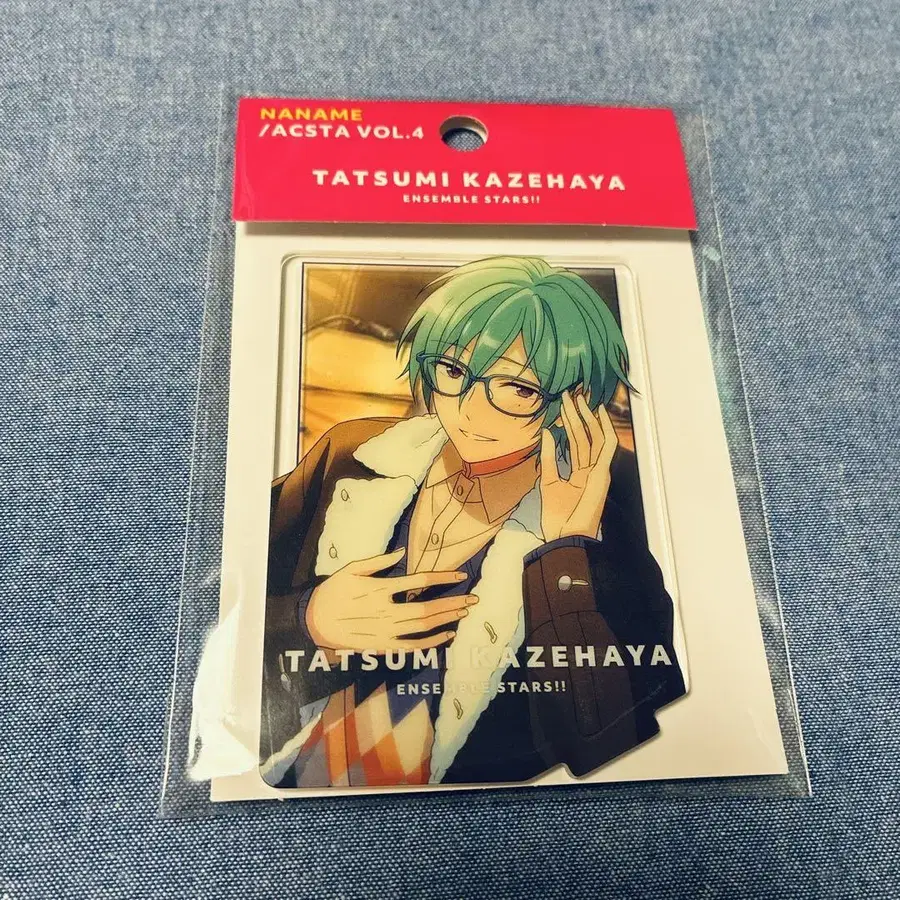 NANAME
/ACSTA VOL.4
TATSUMI KAZEHAYA
ENSEMBLE STARS!!
TATSUMI KAZEHAYA
ENSEMBLE STARS!!